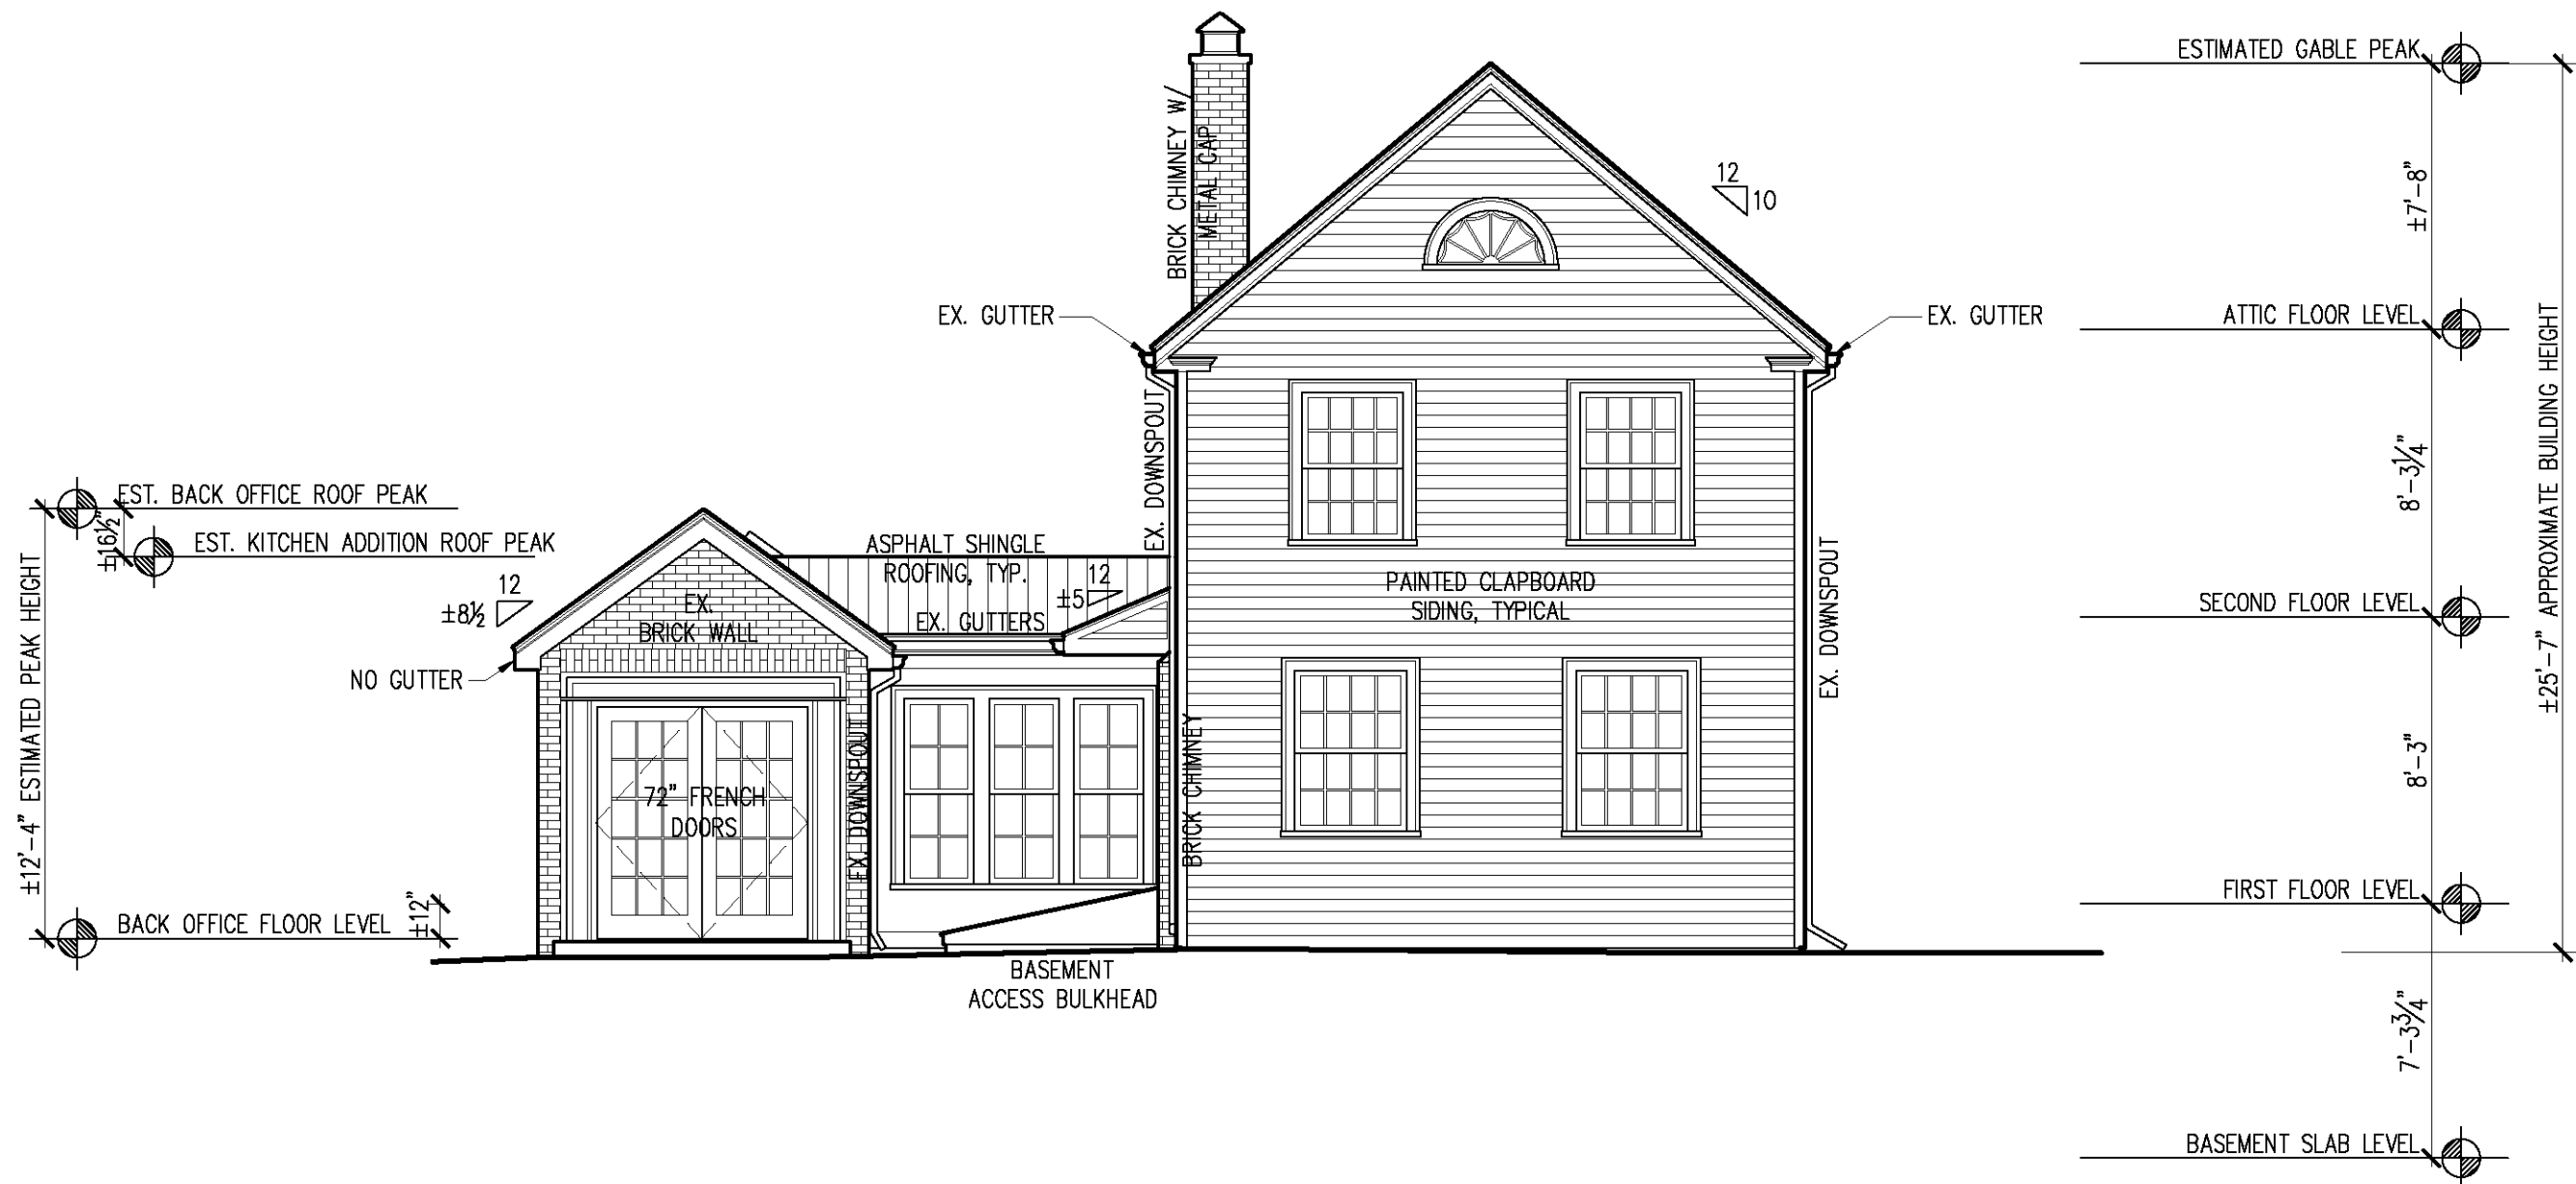 ESTIMATED GABLE PEAK
BRICK CHIMNEY W/
METAL CAP
12
10
±7'-8"
EX. GUTTER
EX. GUTTER
ATTIC FLOOR LEVEL
±25'-7" APPROXIMATE BUILDING HEIGHT
EX. DOWNSPOUT
8'-3¼"
EST. BACK OFFICE ROOF PEAK
±16½"
EST. KITCHEN ADDITION ROOF PEAK
ASPHALT SHINGLE
ROOFING, TYP.
12
±8½
12
±5
EX. GUTTERS
EX.
BRICK WALL
PAINTED CLAPBOARD
SIDING, TYPICAL
EX. DOWNSPOUT
SECOND FLOOR LEVEL
NO GUTTER
±12'-4" ESTIMATED PEAK HEIGHT
72" FRENCH
DOORS
EX. DOWNSPOUT
BRICK CHIMNEY
8'-3"
FIRST FLOOR LEVEL
BACK OFFICE FLOOR LEVEL
±12"
BASEMENT
ACCESS BULKHEAD
7'-3¾"
BASEMENT SLAB LEVEL